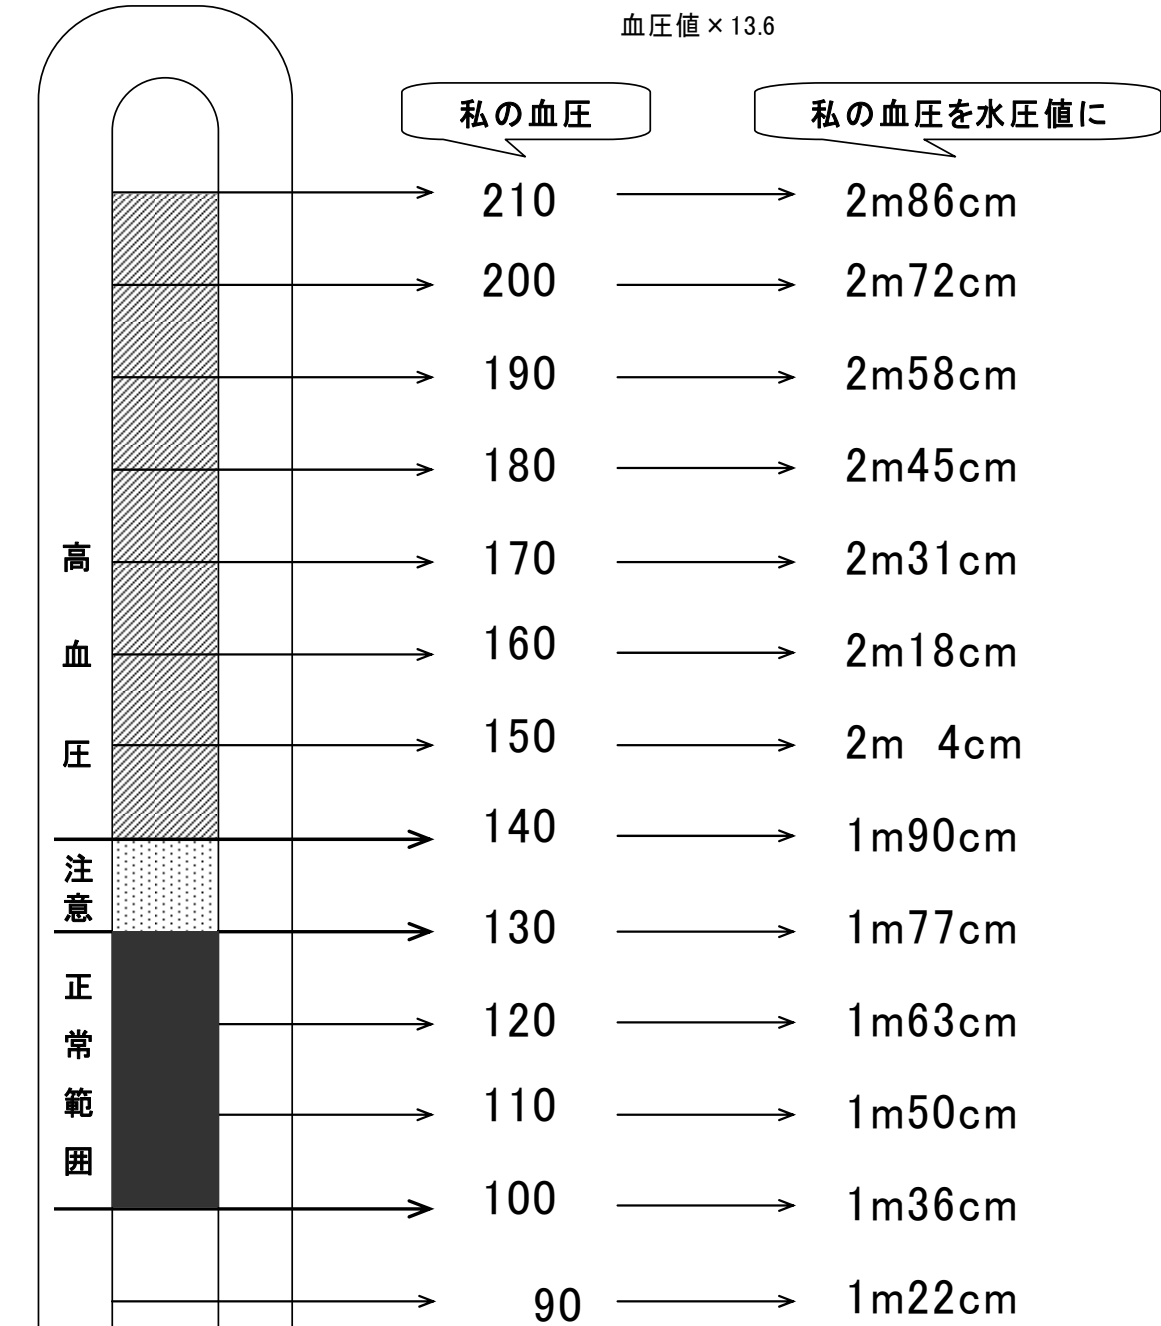 血圧値×13.6
私の血圧
私の血圧を水圧値に
210 2m86cm
200 2m72cm
190 2m58cm
180 2m45cm
170 2m31cm
160 2m18cm
150 2m 4cm
140 1m90cm
130 1m77cm
120 1m63cm
110 1m50cm
100 1m36cm
90 1m22cm
高血圧
注意
正常範囲